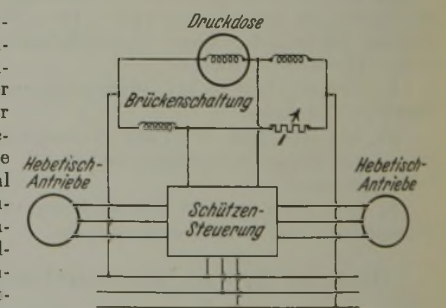 Druckdose
Brückenschaltung
Hebetisch-
Antriebe
Hebetisch-
Antriebe
Schützen-
Steuerung